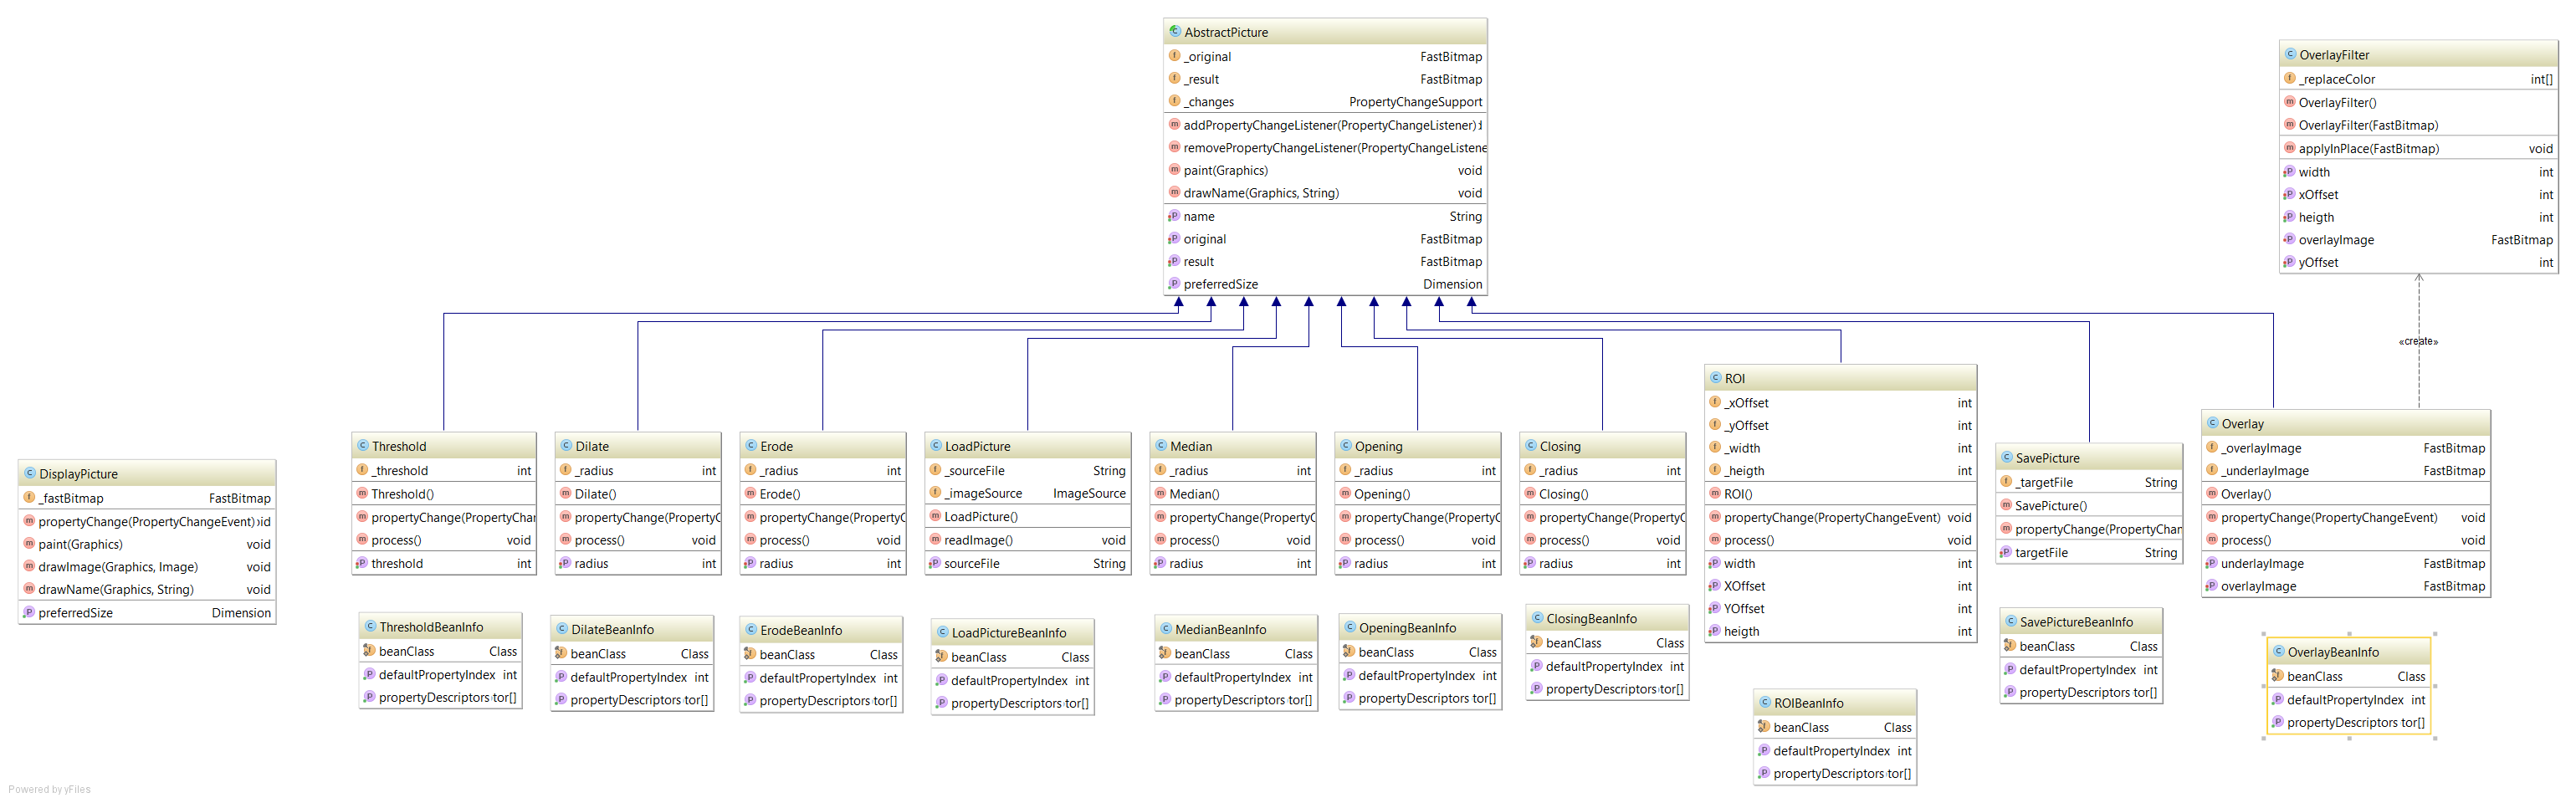 AbstractPicture
_original FastBitmap
_result FastBitmap
_changes PropertyChangeSupport
addPropertyChangeListener(PropertyChangeListener)
removePropertyChangeListener(PropertyChangeListene
paint(Graphics) void
drawName(Graphics, String) void
name String
original FastBitmap
result FastBitmap
preferredSize Dimension
OverlayFilter
_replaceColor int[]
OverlayFilter()
OverlayFilter(FastBitmap)
applyInPlace(FastBitmap) void
width int
xOffset int
heigth int
overlayImage FastBitmap
yOffset int
«create»
DisplayPicture
_fastBitmap FastBitmap
propertyChange(PropertyChangeEvent) id
paint(Graphics) void
drawImage(Graphics, Image) void
drawName(Graphics, String) void
preferredSize Dimension
Threshold
_threshold int
Threshold()
propertyChange(PropertyChan
process() void
threshold int
Dilate
_radius int
Dilate()
propertyChange(PropertyC
process() void
radius int
Erode
_radius int
Erode()
propertyChange(PropertyC
process() void
radius int
LoadPicture
_sourceFile String
_imageSource ImageSource
LoadPicture()
readImage() void
sourceFile String
Median
_radius int
Median()
propertyChange(PropertyC
process() void
radius int
Opening
_radius int
Opening()
propertyChange(PropertyC
process() void
radius int
Closing
_radius int
Closing()
propertyChange(PropertyC
process() void
radius int
ROI
_xOffset int
_yOffset int
_width int
_heigth int
ROI()
propertyChange(PropertyChangeEvent) void
process() void
width int
XOffset int
YOffset int
heigth int
SavePicture
_targetFile String
SavePicture()
propertyChange(PropertyChan
targetFile String
Overlay
_overlayImage FastBitmap
_underlayImage FastBitmap
Overlay()
propertyChange(PropertyChangeEvent) void
process() void
underlayImage FastBitmap
overlayImage FastBitmap
ThresholdBeanInfo
beanClass Class
defaultPropertyIndex int
propertyDescriptors tor[]
DilateBeanInfo
beanClass Class
defaultPropertyIndex int
propertyDescriptors tor[]
ErodeBeanInfo
beanClass Class
defaultPropertyIndex int
propertyDescriptors tor[]
LoadPictureBeanInfo
beanClass Class
defaultPropertyIndex int
propertyDescriptors tor[]
MedianBeanInfo
beanClass Class
defaultPropertyIndex int
propertyDescriptors tor[]
OpeningBeanInfo
beanClass Class
defaultPropertyIndex int
propertyDescriptors tor[]
ClosingBeanInfo
beanClass Class
defaultPropertyIndex int
propertyDescriptors tor[]
ROIBeanInfo
beanClass Class
defaultPropertyIndex int
propertyDescriptors tor[]
SavePictureBeanInfo
beanClass Class
defaultPropertyIndex int
propertyDescriptors tor[]
OverlayBeanInfo
beanClass Class
defaultPropertyIndex int
propertyDescriptors tor[]
Powered by yFiles